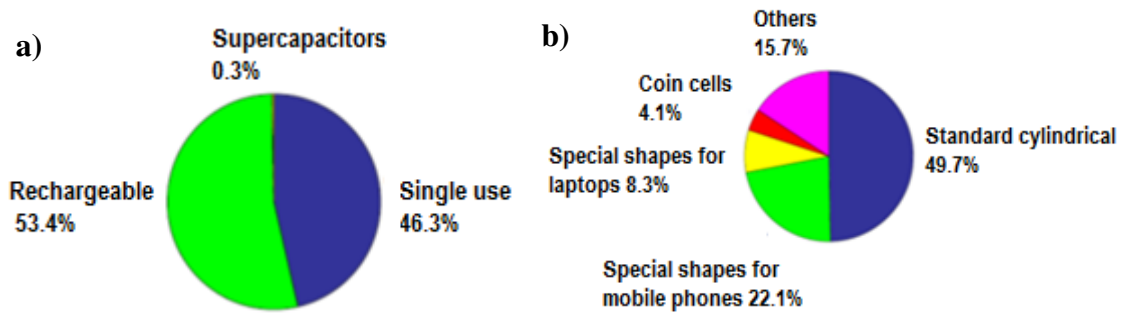 a)
Supercapacitors
0.3%
Rechargeable
53.4%
Single use
46.3%
b)
Others
15.7%
Coin cells
4.1%
Standard cylindrical
49.7%
Special shapes for
laptops 8.3%
Special shapes for
mobile phones 22.1%